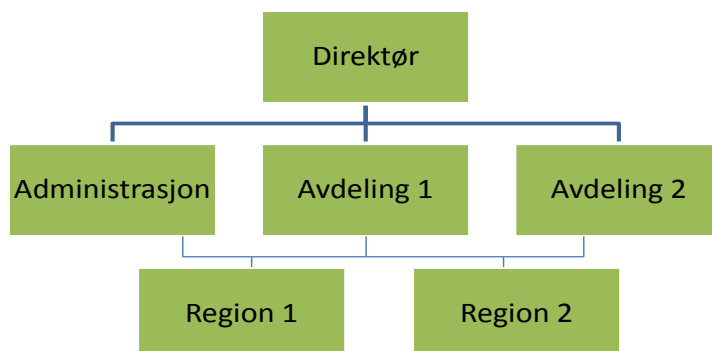 Direktør
Administrasjon
Avdeling 1
Avdeling 2
Region 1
Region 2